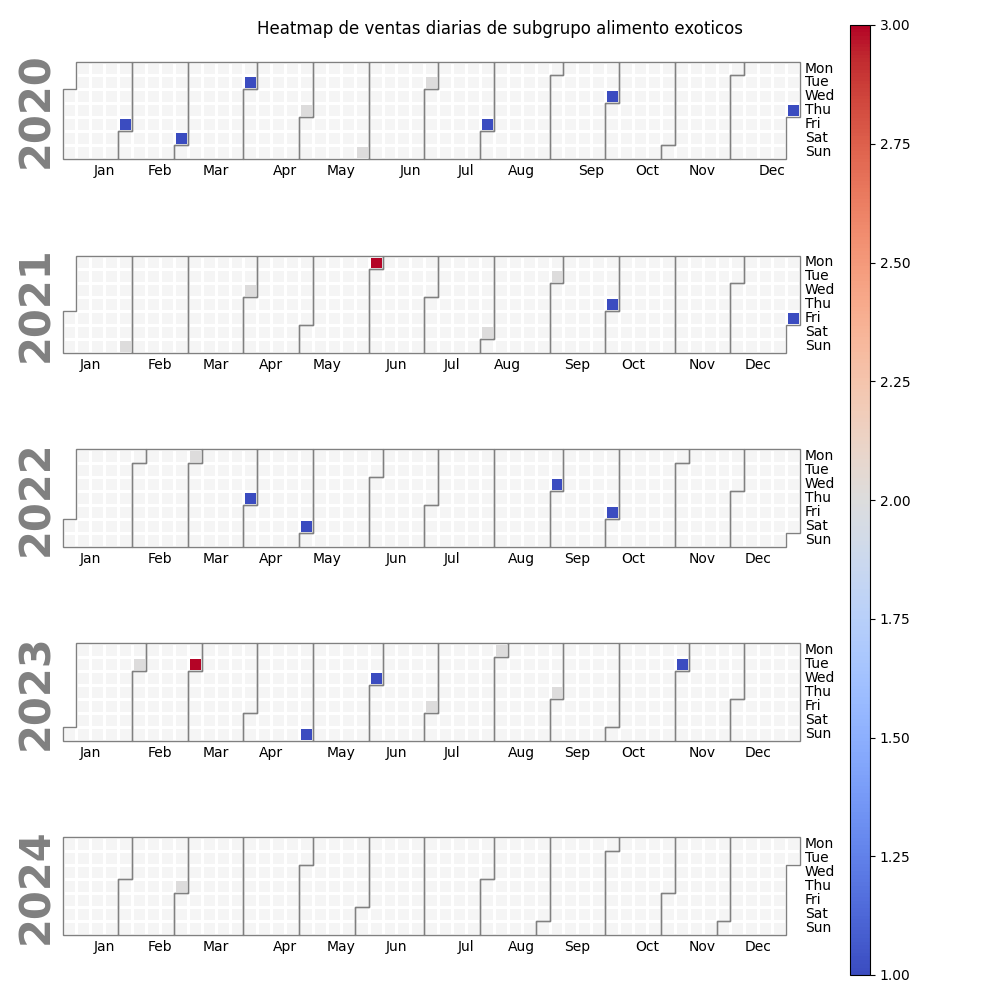 Heatmap de ventas diarias de subgrupo alimento exoticos
2020
Mon
Tue
Wed
Thu
Fri
Sat
Sun
Jan Feb Mar Apr May Jun Jul Aug Sep Oct Nov Dec
2021
Mon
Tue
Wed
Thu
Fri
Sat
Sun
Jan Feb Mar Apr May Jun Jul Aug Sep Oct Nov Dec
2022
Mon
Tue
Wed
Thu
Fri
Sat
Sun
Jan Feb Mar Apr May Jun Jul Aug Sep Oct Nov Dec
2023
Mon
Tue
Wed
Thu
Fri
Sat
Sun
Jan Feb Mar Apr May Jun Jul Aug Sep Oct Nov Dec
2024
Mon
Tue
Wed
Thu
Fri
Sat
Sun
Jan Feb Mar Apr May Jun Jul Aug Sep Oct Nov Dec
3.00
2.75
2.50
2.25
2.00
1.75
1.50
1.25
1.00